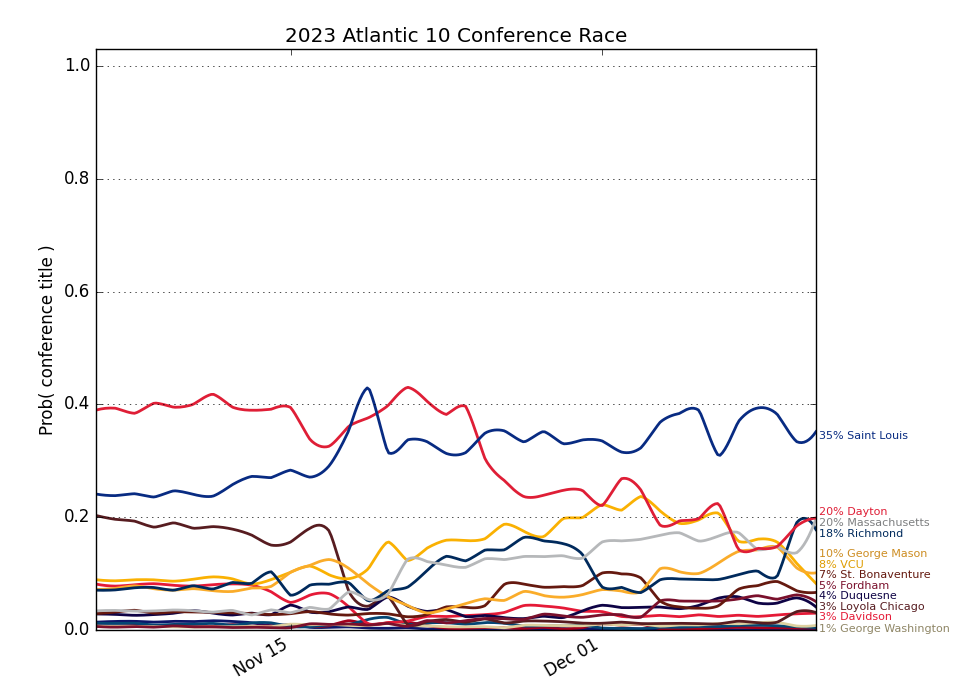 2023 Atlantic 10 Conference Race
Prob( conference title )
1.0
0.8
0.6
0.4
0.2
0.0
Nov 15
Dec 01
35% Saint Louis
20% Dayton
20% Massachusetts
18% Richmond
10% George Mason
8% VCU
7% St. Bonaventure
5% Fordham
4% Duquesne
3% Loyola Chicago
3% Davidson
1% George Washington